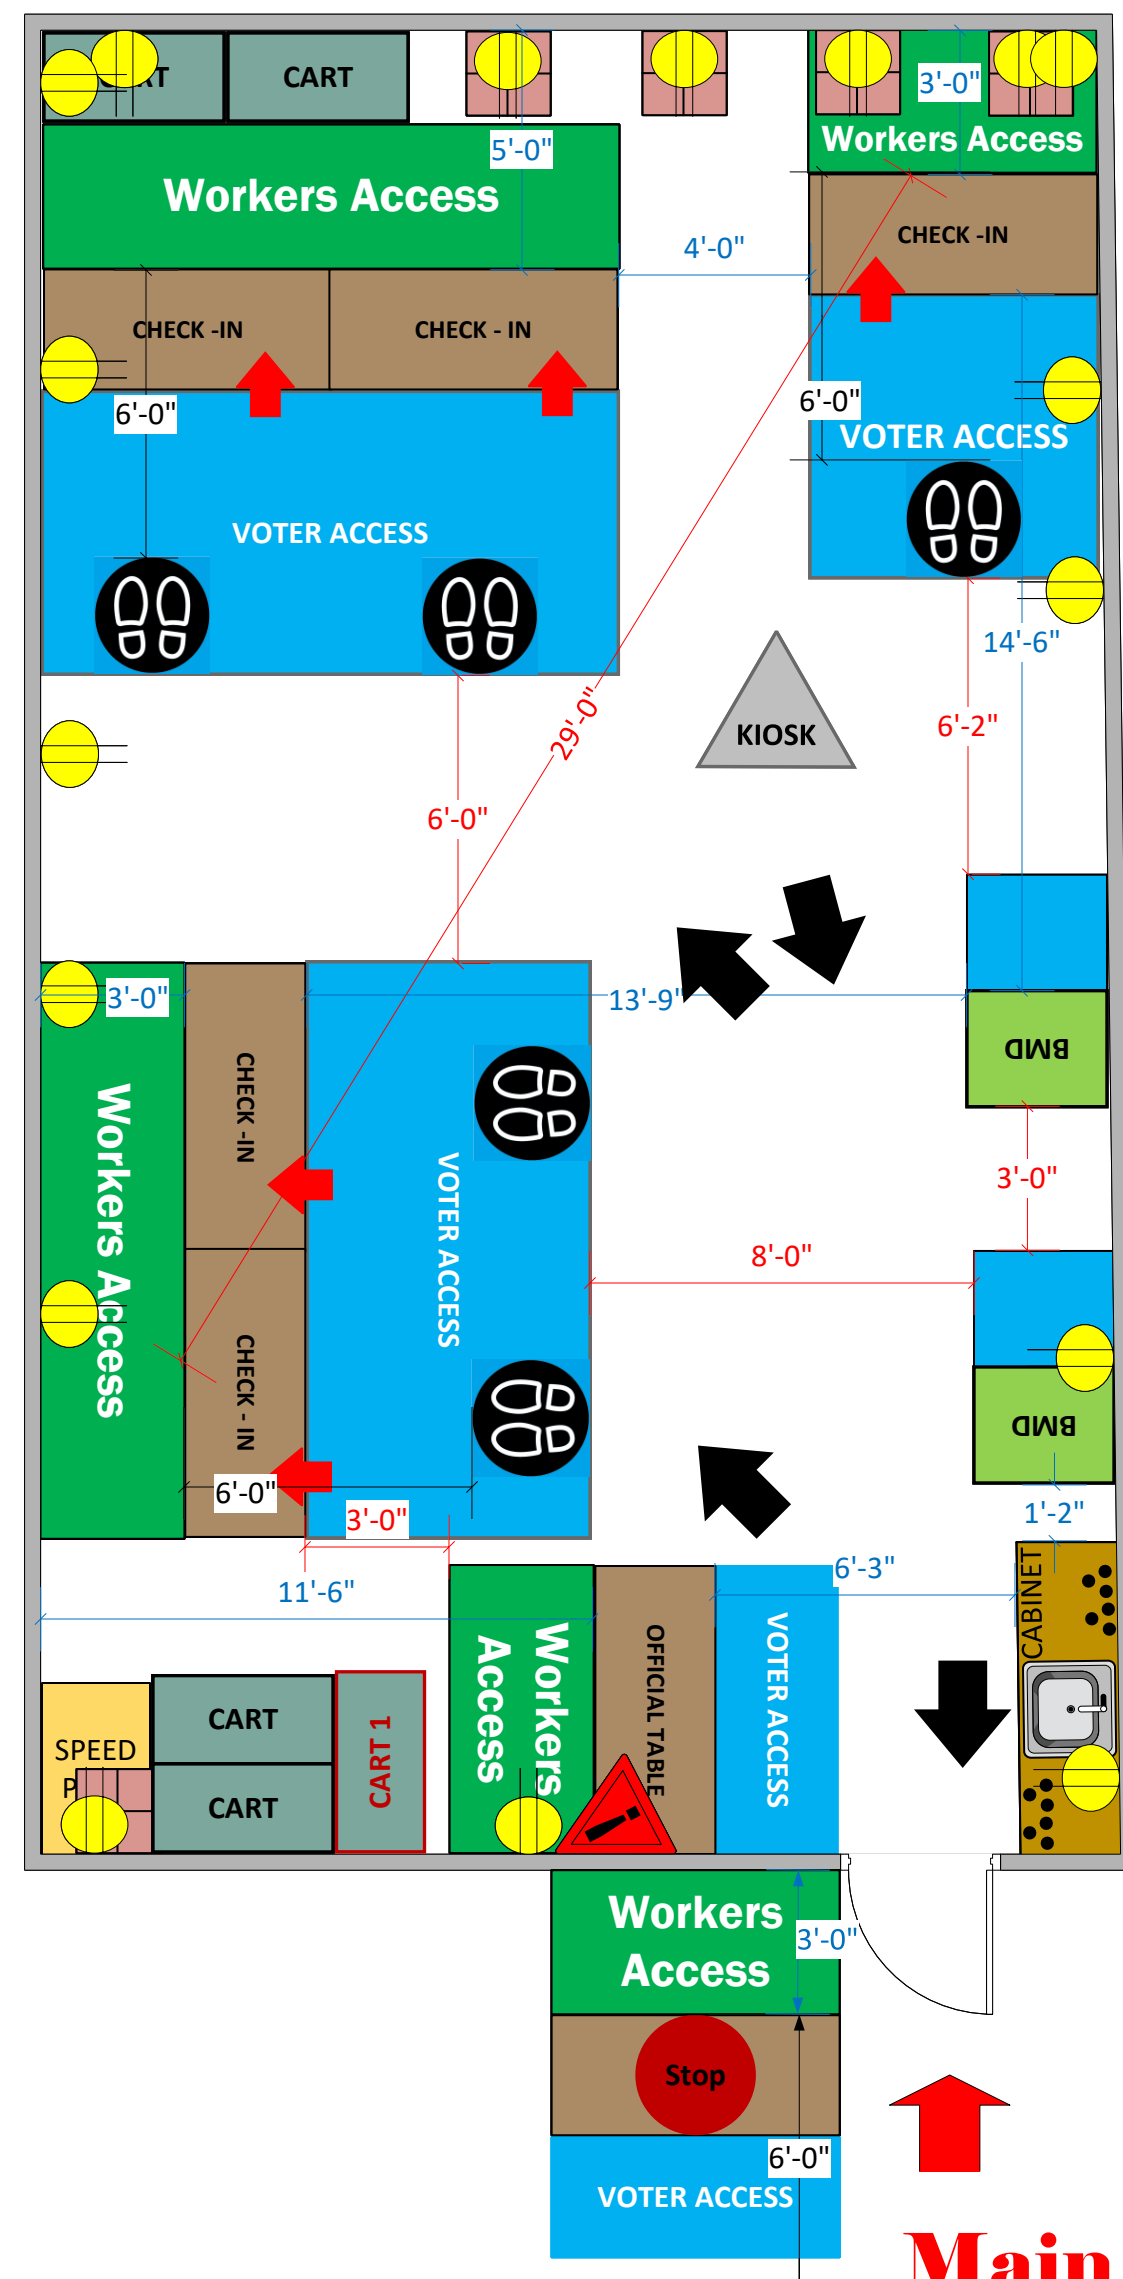 CART
3'-0"
5'-0"
Workers Access
Workers Access
4'-0"
CHECK -IN
CHECK -IN
CHECK - IN
6'-0"
6'-0"
VOTER ACCESS
VOTER ACCESS
14'-6"
29'-0"
6'-2"
KIOSK
6'-0"
3'-0"
13'-9"
BMD
CHECK -IN
Workers Access
VOTER ACCESS
3'-0"
8'-0"
CHECK - IN
BMD
6'-0"
3'-0"
1'-2"
11'-6"
6'-3"
CABINET
Workers
Access
OFFICIAL TABLE
VOTER ACCESS
CART
CART 1
SPEED
CART
Workers
Access
3'-0"
Stop
6'-0"
VOTER ACCESS
Main